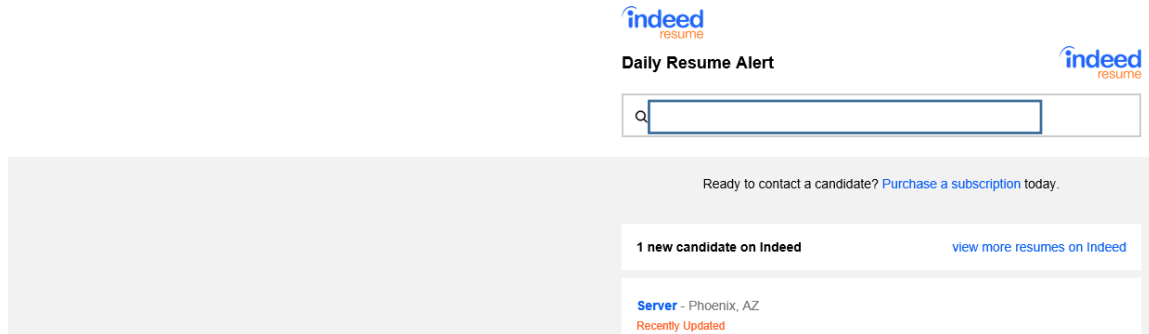 indeed
resume
Daily Resume Alert
indeed
resume
Ready to contact a candidate? Purchase a subscription today.
1 new candidate on Indeed
view more resumes on Indeed
Server - Phoenix, AZ
Recently Updated